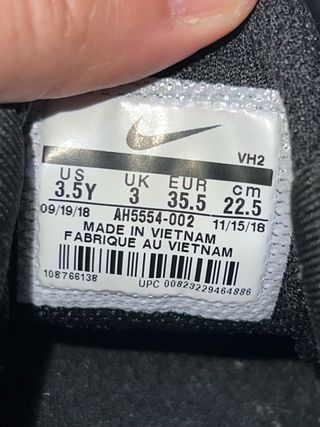 VH2
US UK EUR cm
3.5Y 3 35.5 22.5
09/19/18 AH5554-002 11/15/18
MADE IN VIETNAM
FABRIQUE AU VIETNAM
108766138
UPC 00823229464886